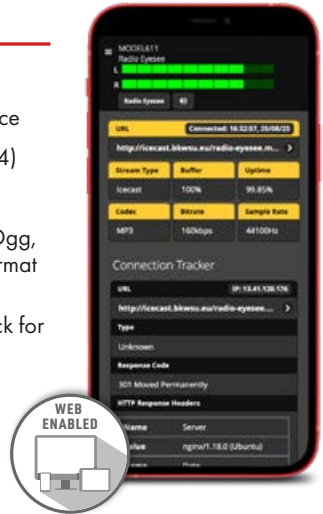 ce
4)
Ogg,
rmat
ck for
MODEL611
Radio Eyesee
L
R
Radio Eyesee
URL Connected: 16:32:57, 25/08/23
http://icecast.bkwsu.eu/radio-eyesee.m... >
Stream Type Buffer Uptime
Icecast 100% 99.85%
Codec Bitrate Sample Rate
MP3 160kbps 44100Hz
Connection Tracker
URL IP: 13.41.126.176
http://icecast.bkwsu.eu/radio-eyesee.... >
Type
Unknown
Response Code
301 Moved Permanently
HTTP Response Headers
Name Server
Value nginx/1.18.0 (Ubuntu)
Date
WEB
ENABLED